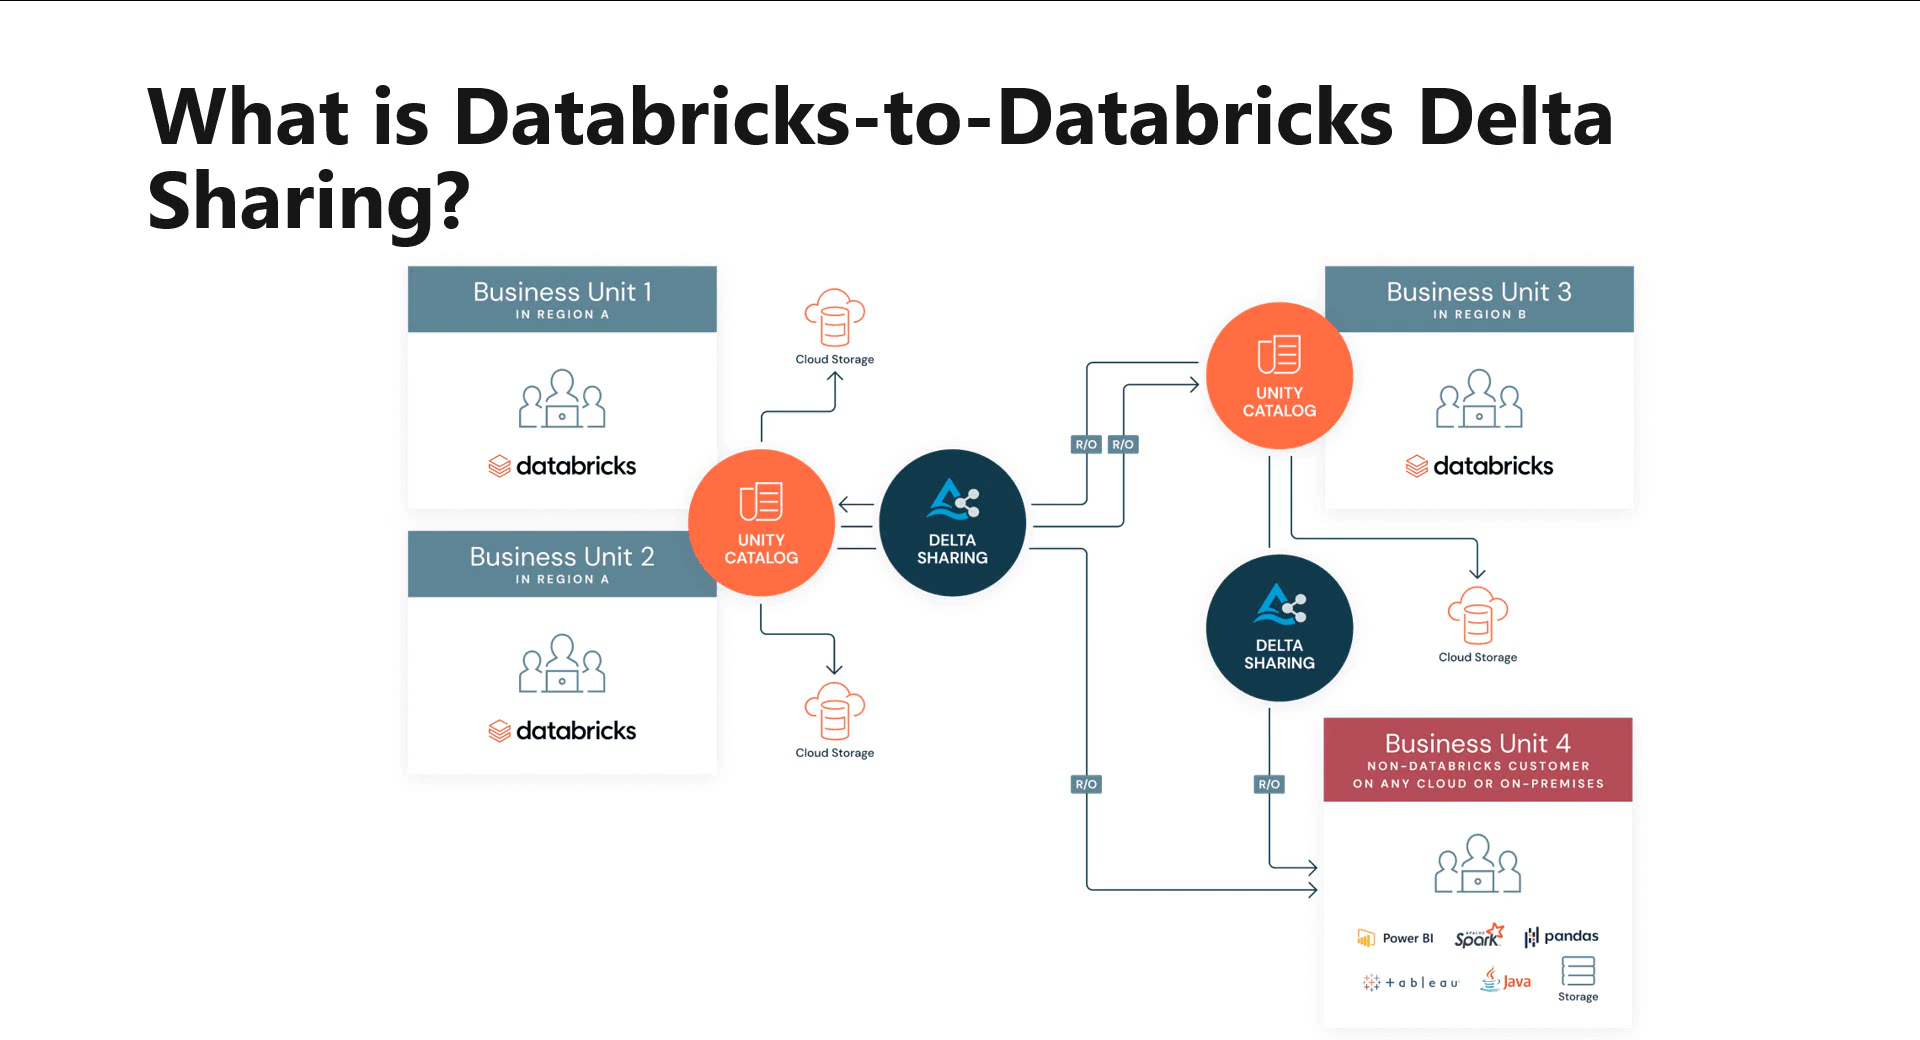 What is Databricks-to-Databricks Delta
Sharing?
Business Unit 1
IN REGION A
databricks
Business Unit 2
IN REGION A
databricks
Cloud Storage
UNITY
CATALOG
DELTA
SHARING
Cloud Storage
R/O
R/O
R/O
UNITY
CATALOG
Business Unit 3
IN REGION B
databricks
DELTA
SHARING
Cloud Storage
R/O
Business Unit 4
NON-DATABRICKS CUSTOMER
ON ANY CLOUD OR ON-PREMISES
Power BI
APACHE
Spark
pandas
+ableau
Java
Storage